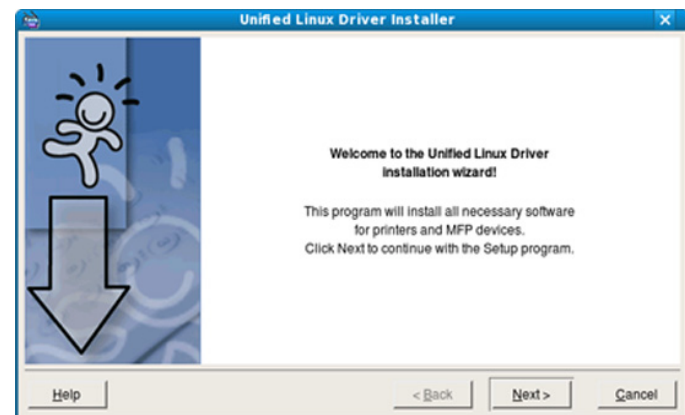 Unified Linux Driver Installer
Welcome to the Unified Linux Driver
installation wizard!
This program will install all necessary software
for printers and MFP devices.
Click Next to continue with the Setup program.
Help
< Back
Next >
Cancel